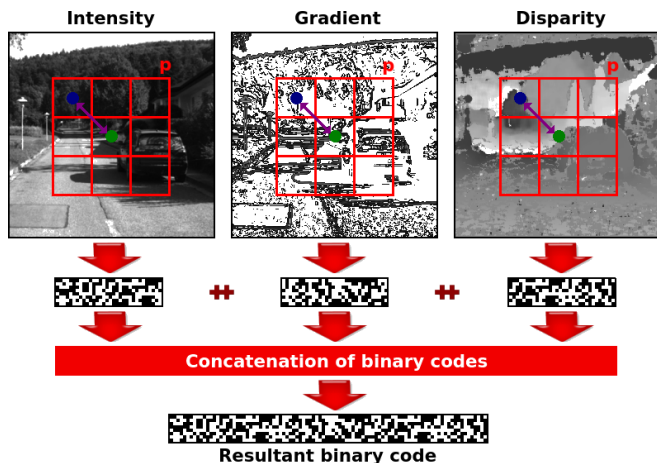 Intensity
Gradient
Disparity
p
p
p
++
++
Concatenation of binary codes
Resultant binary code